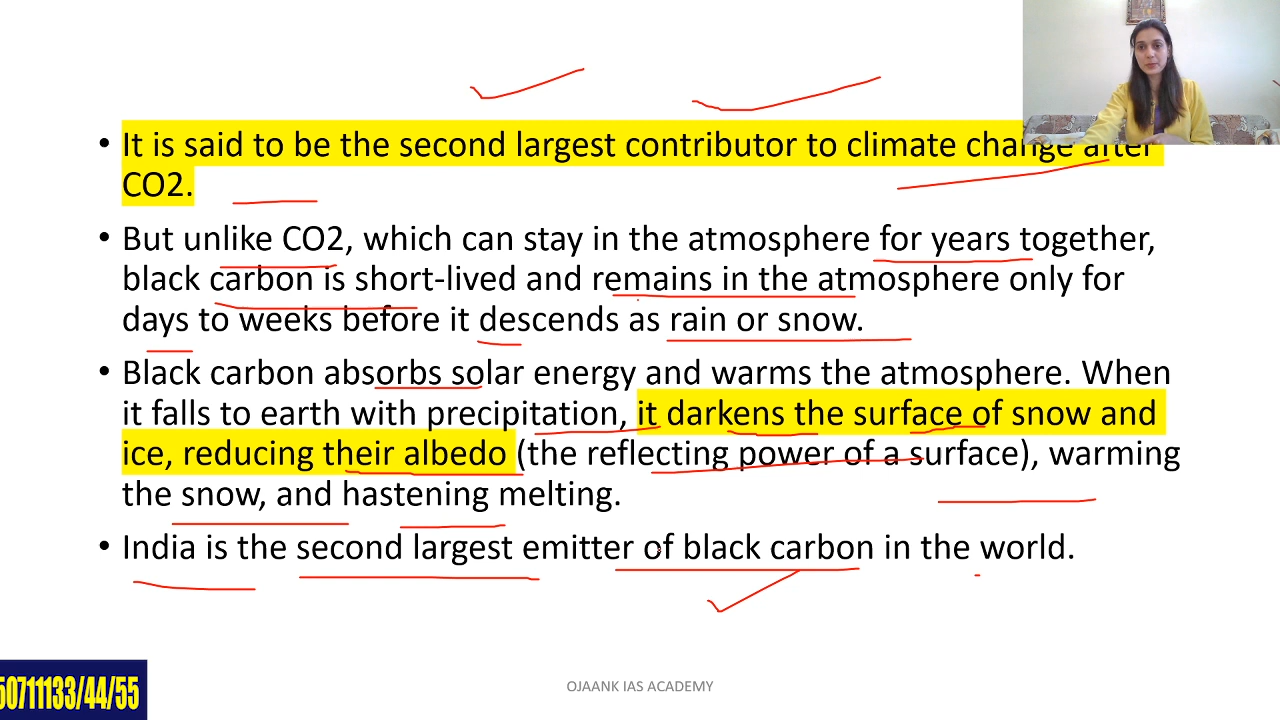 • It is said to be the second largest contributor to climate change after
CO2.
• But unlike CO2, which can stay in the atmosphere for years together,
black carbon is short-lived and remains in the atmosphere only for
days to weeks before it descends as rain or snow.
• Black carbon absorbs solar energy and warms the atmosphere. When
it falls to earth with precipitation, it darkens the surface of snow and
ice, reducing their albedo (the reflecting power of a surface), warming
the snow, and hastening melting.
• India is the second largest emitter of black carbon in the world.
50711133/44/55
OJAANK IAS ACADEMY